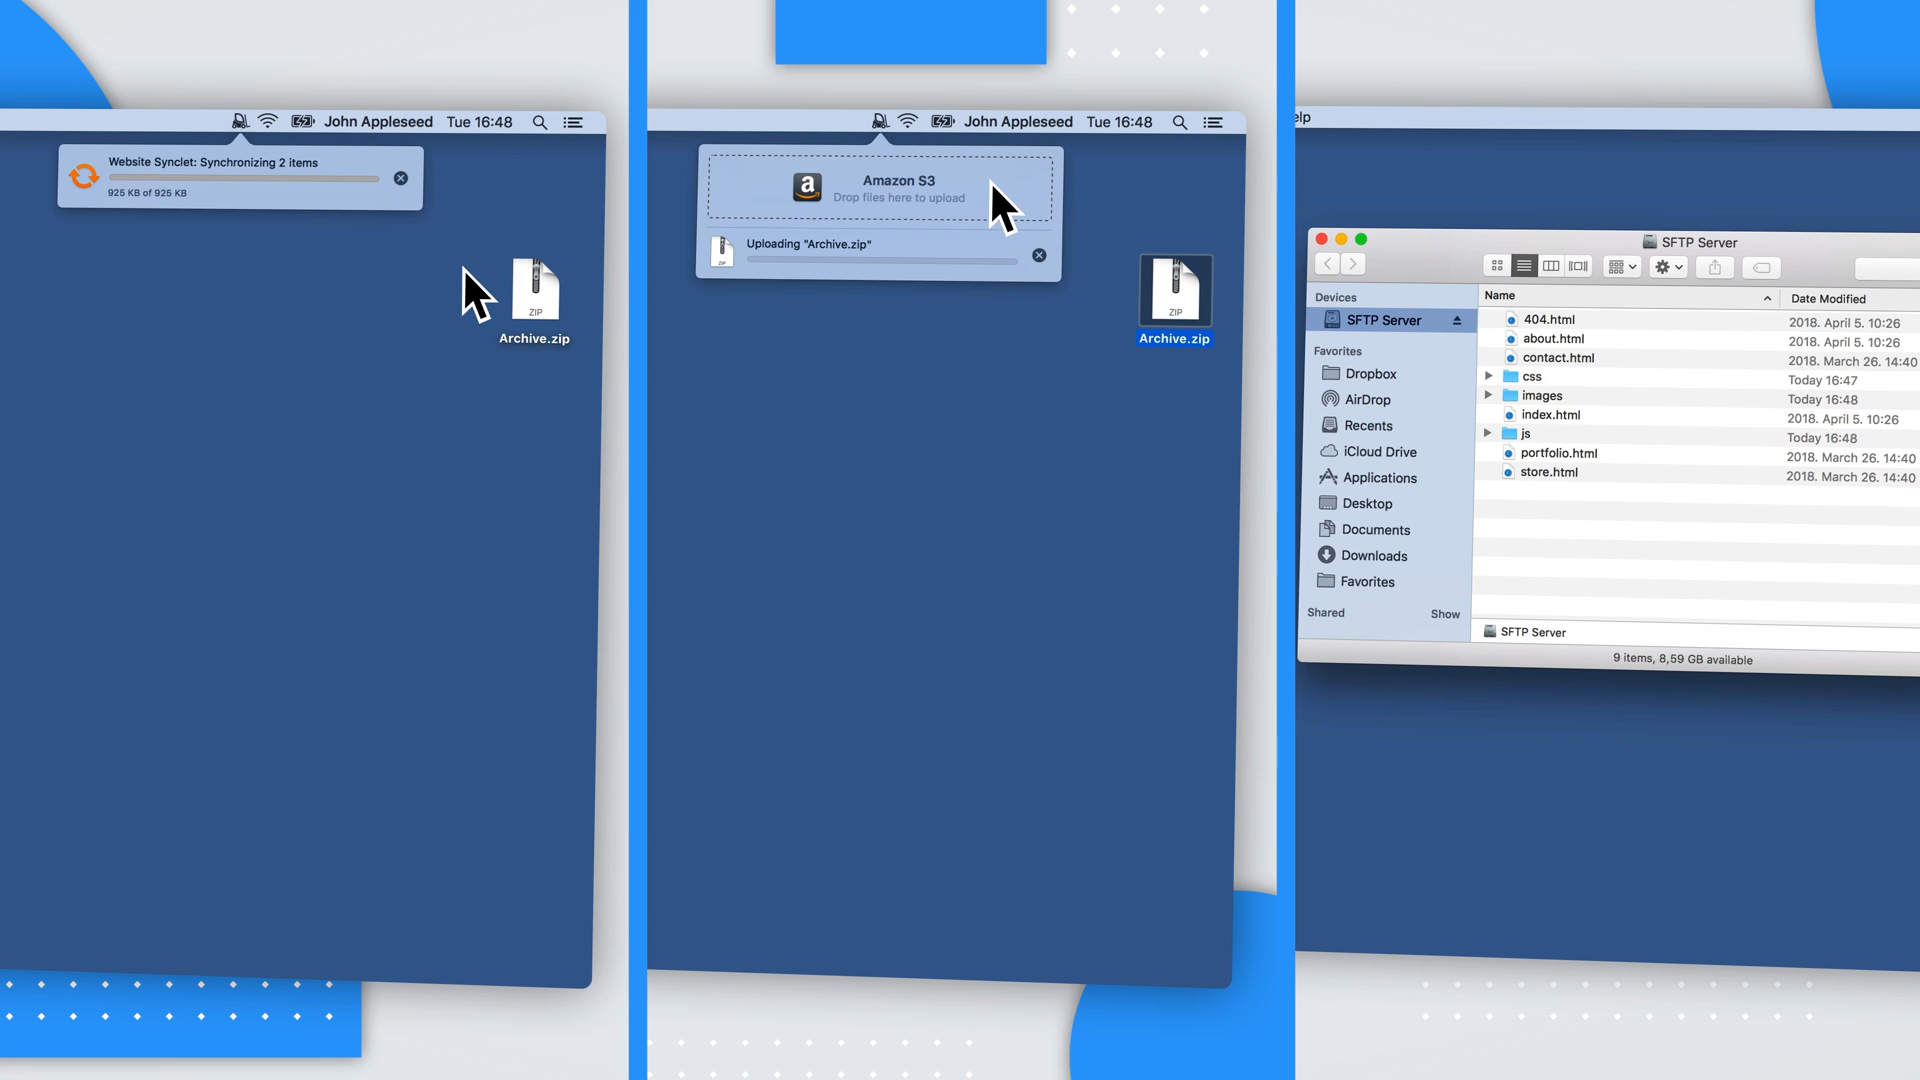 John Appleseed Tue 16:48
Website Synclet: Synchronizing 2 items
925 KB of 925 KB
ZIP
Archive.zip
John Appleseed Tue 16:48
Amazon S3
Drop files here to upload
Uploading "Archive.zip"
ZIP
ZIP
Archive.zip
elp
SFTP Server
Devices
SFTP Server
Favorites
Dropbox
AirDrop
Recents
iCloud Drive
Applications
Desktop
Documents
Downloads
Favorites
Shared Show
Name Date Modified
404.html 2018. April 5. 10:26
about.html 2018. April 5. 10:26
contact.html 2018. March 26. 14:40
css Today 16:47
images Today 16:48
index.html 2018. April 5. 10:26
js Today 16:48
portfolio.html 2018. March 26. 14:40
store.html 2018. March 26. 14:40
SFTP Server
9 items, 8,59 GB available